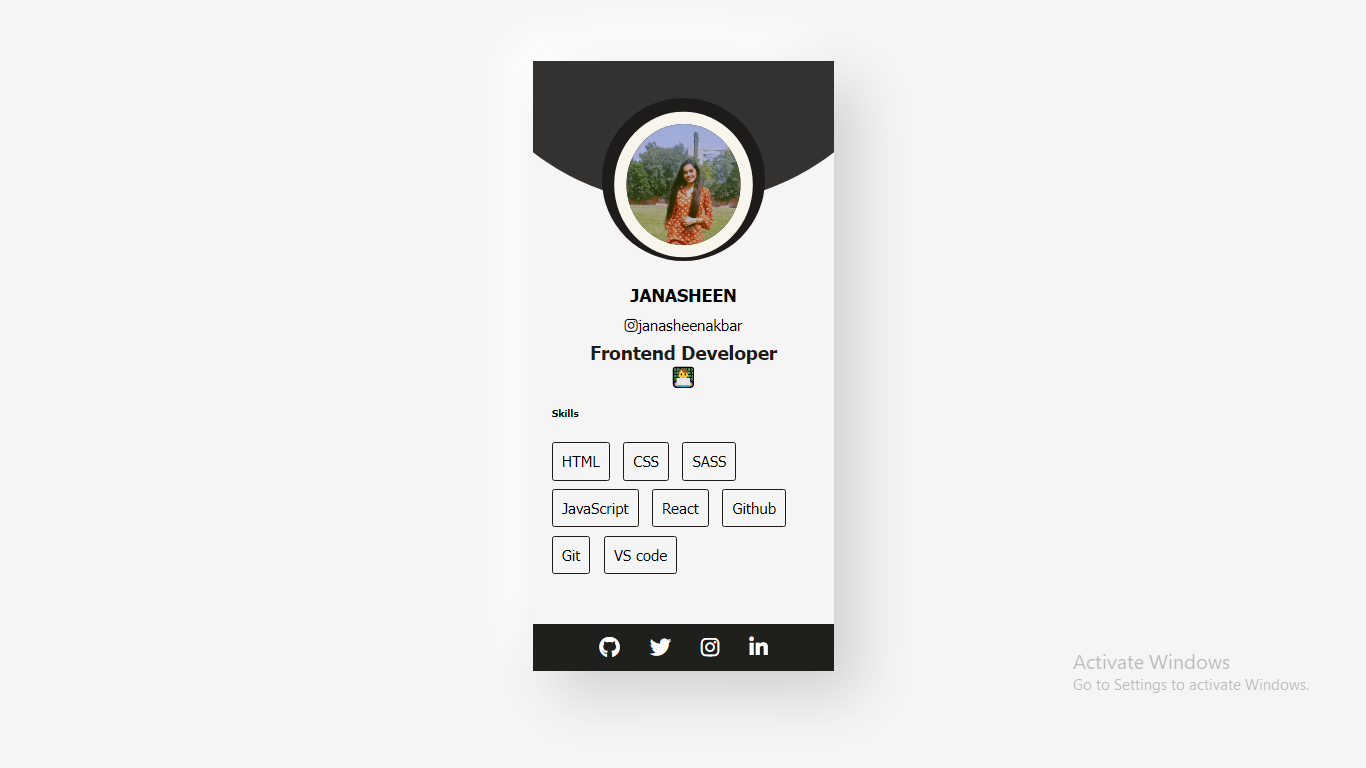 JANASHEEN
janasheenakbar
Frontend Developer
Skills
HTML CSS SASS
JavaScript React Github
Git VS code
in
Activate Windows
Go to Settings to activate Windows.